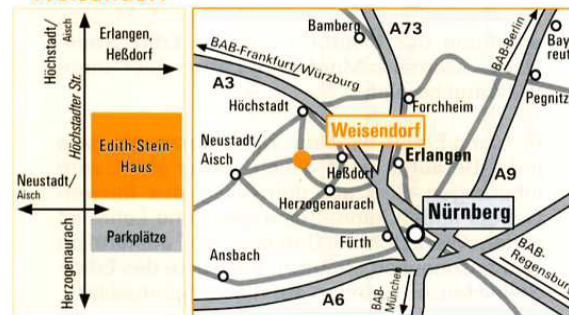 Weisendorf
Höchstadt/
Aisch
Erlangen,
Heßdorf
Höchstadter Str.
Edith-Stein-
Haus
Neustadt/
Aisch
Parkplätze
Herzogenaurach
Bamberg
A73
BAB-Berlin
Bay
reut
BAB-Frankfurt/Würzburg
A3
Pegnitz
Höchstadt
Forchheim
Weisendorf
Neustadt/
Aisch
Erlangen
Heßdorf
A9
Herzogenaurach
Nürnberg
Fürth
Ansbach
BAB-
Regensburg
A6
BAB-
München